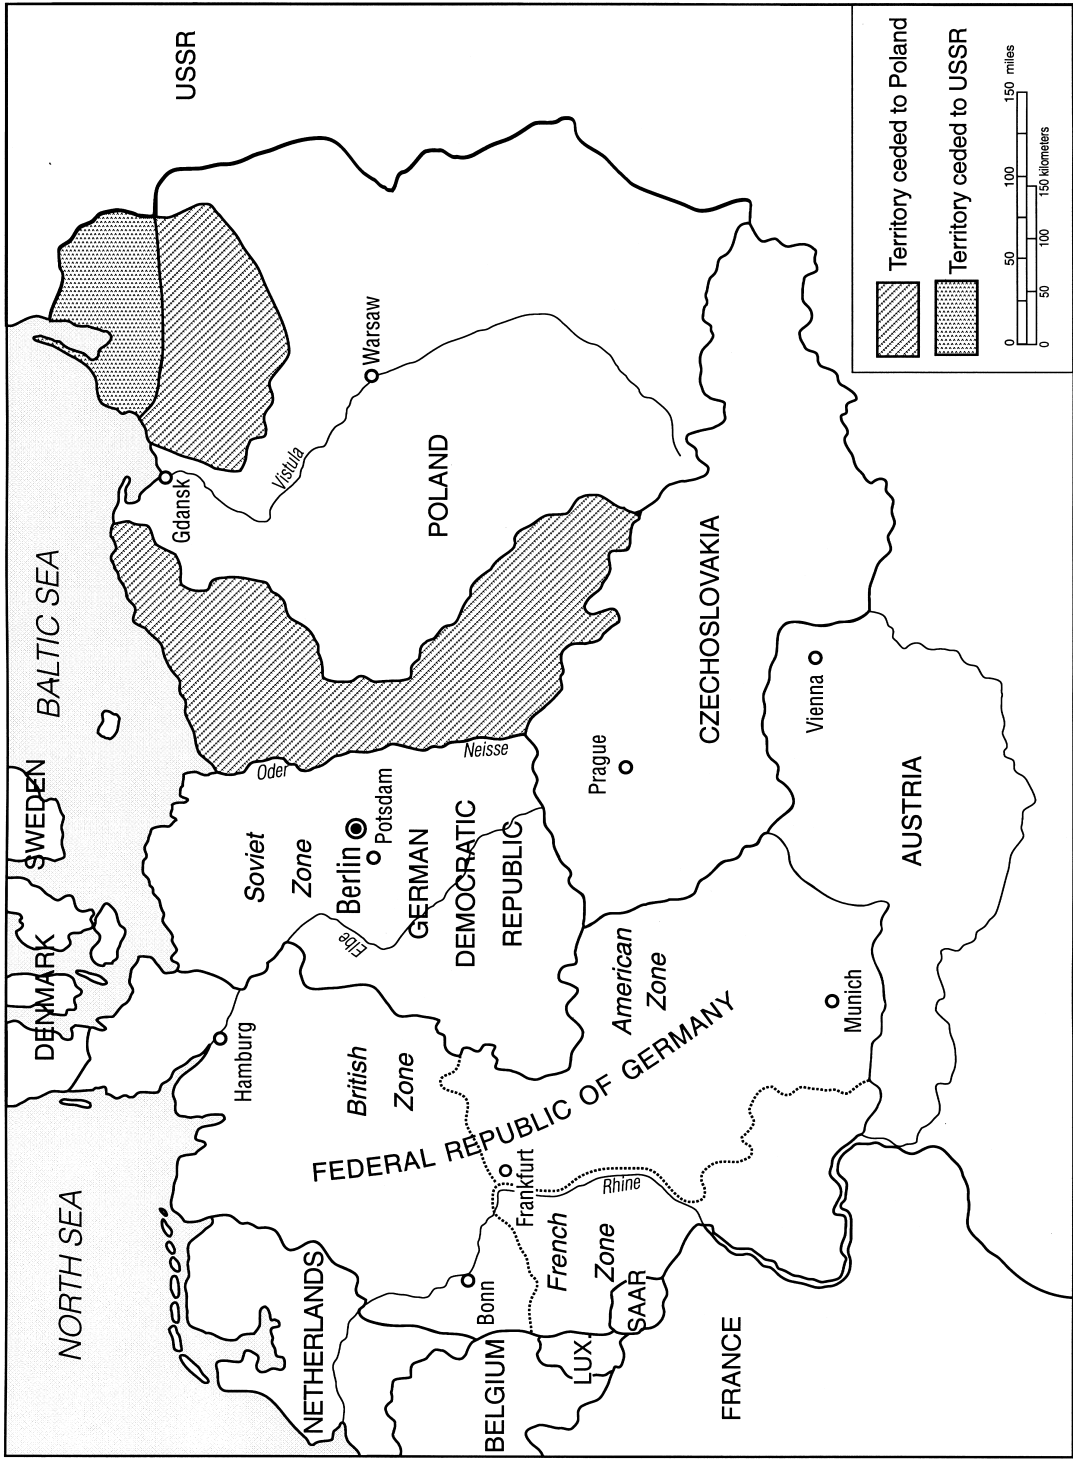 NORTH SEA
DENMARK
SWEDEN
BALTIC SEA
USSR
Hamburg
Gdansk
Vistula
Warsaw
Oder
Neisse
Soviet
Zone
Berlin
Potsdam
Elbe
GERMAN
DEMOCRATIC
REPUBLIC
POLAND
British
Zone
NETHERLANDS
FEDERAL REPUBLIC OF GERMANY
Bonn
Frankfurt
BELGIUM
LUX.
French
Zone
SAAR
Rhine
American
Zone
Prague
CZECHOSLOVAKIA
FRANCE
Munich
Vienna
AUSTRIA
Territory ceded to Poland
Territory ceded to USSR
0 50 100 150 miles
0 50 100 150 kilometers